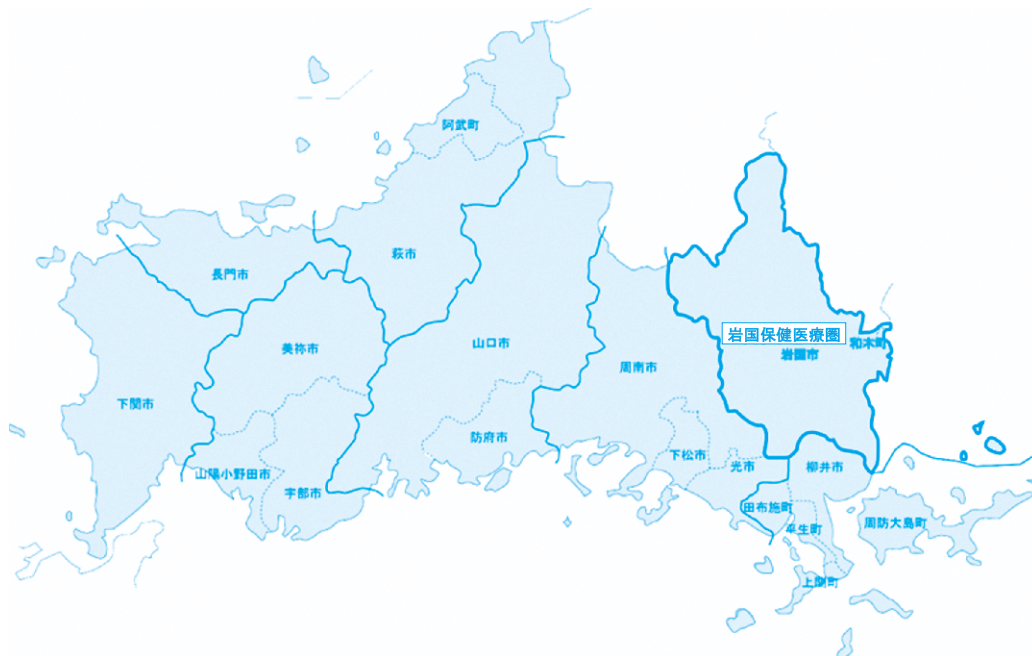 阿武町
萩市
長門市
岩国保健医療圏
和木町
岩国市
山口市
美祢市
周南市
下関市
防府市
下松市
光市
柳井市
山陽小野田市
宇部市
田布施町
周防大島町
平生町
上関町